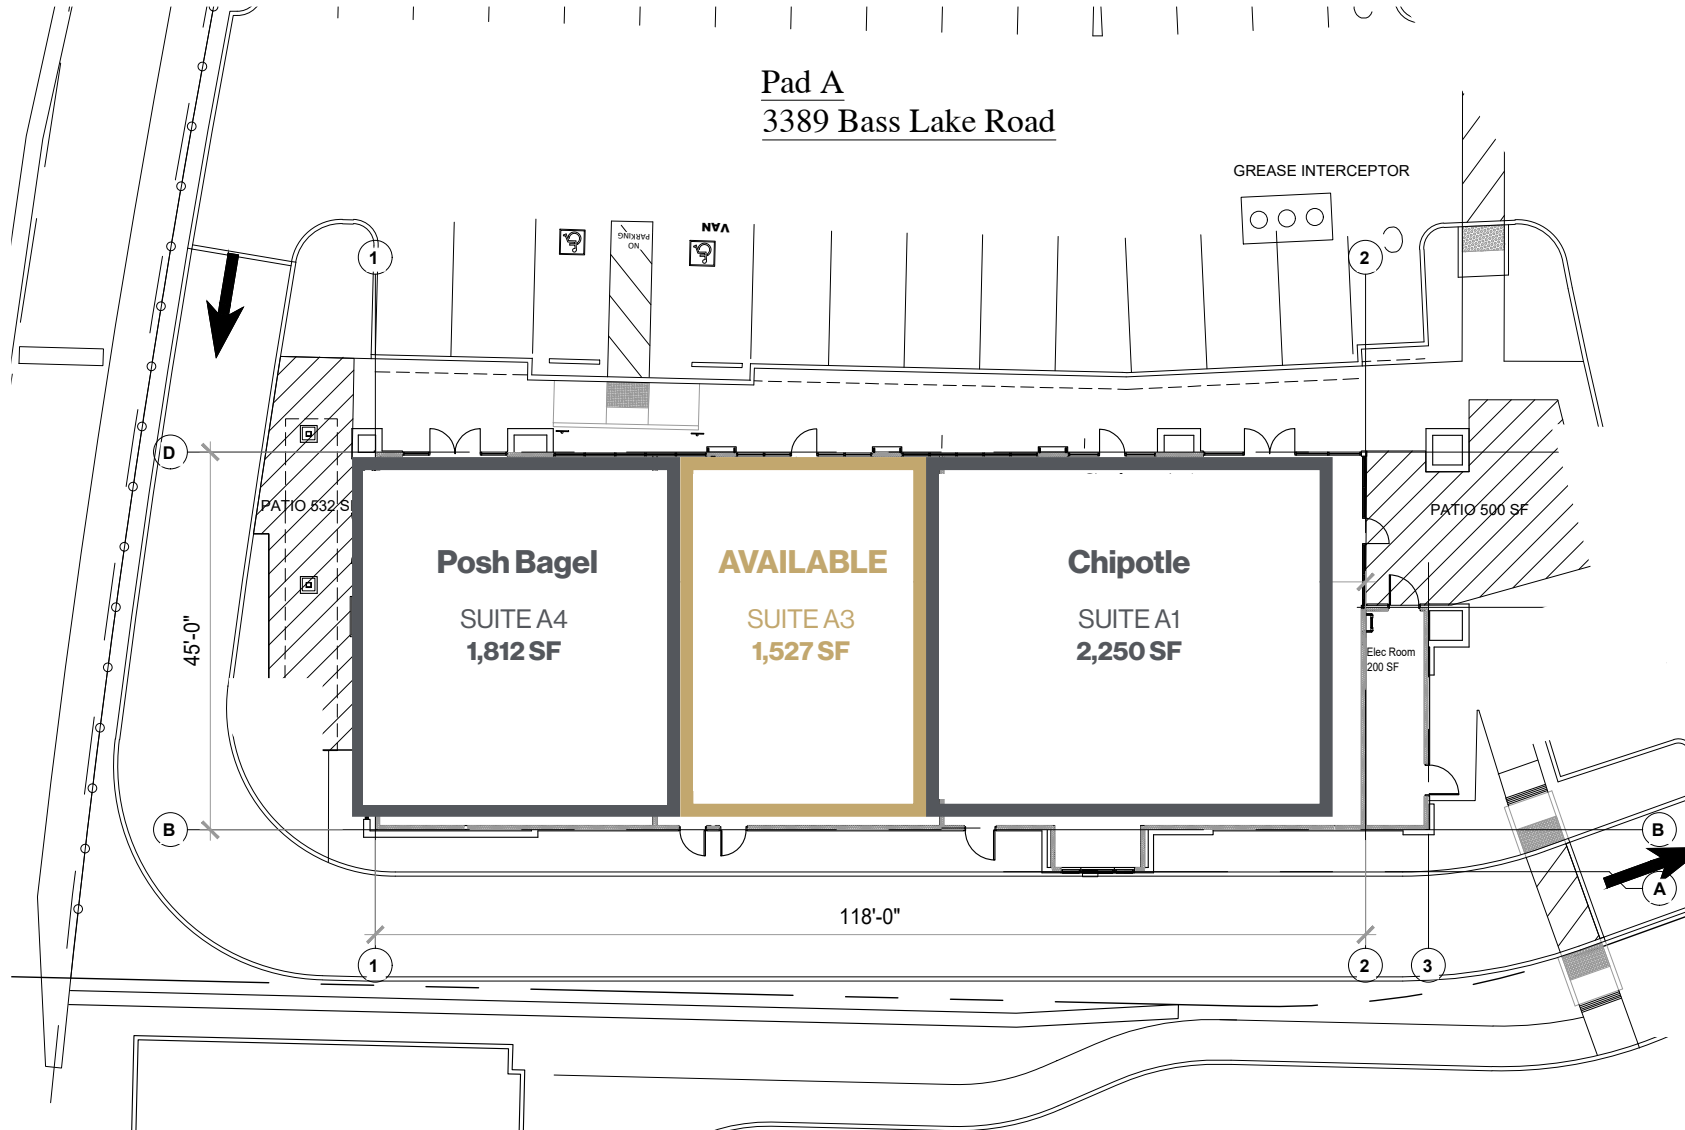 Pad A
3389 Bass Lake Road
GREASE INTERCEPTOR
VAN
NO
PARKING
1
2
D
PATIO 532 S
PATIO 500 SF
Posh Bagel
SUITE A4
1,812 SF
AVAILABLE
SUITE A3
1,527 SF
Chipotle
SUITE A1
2,250 SF
45'-0"
Elec Room
200 SF
B
B
A
118'-0"
1
2
3